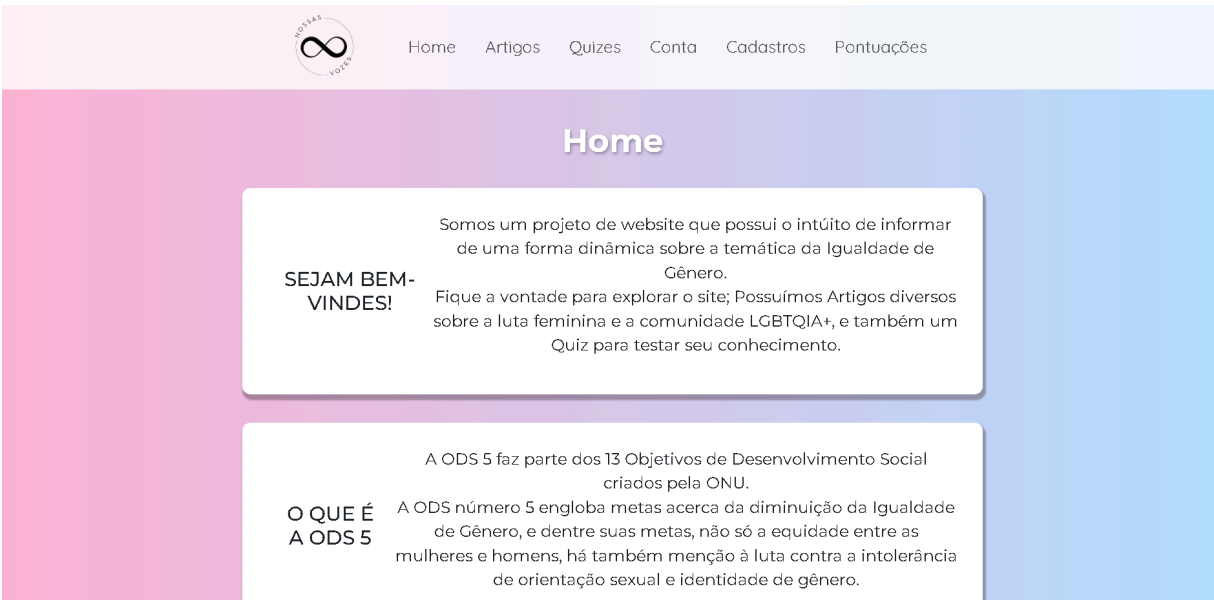 NOSSAS
VOZES
Home Artigos Quizes Conta Cadastros Pontuações
Home
SEJAM BEM-
VINDES!
Somos um projeto de website que possui o intúito de informar
de uma forma dinâmica sobre a temática da Igualdade de
Gênero.
Fique a vontade para explorar o site; Possuímos Artigos diversos
sobre a luta feminina e a comunidade LGBTQIA+, e também um
Quiz para testar seu conhecimento.
O QUE É
A ODS 5
A ODS 5 faz parte dos 13 Objetivos de Desenvolvimento Social
criados pela ONU.
A ODS número 5 engloba metas acerca da diminuição da Igualdade
de Gênero, e dentre suas metas, não só a equidade entre as
mulheres e homens, há também menção à luta contra a intolerância
de orientação sexual e identidade de gênero.